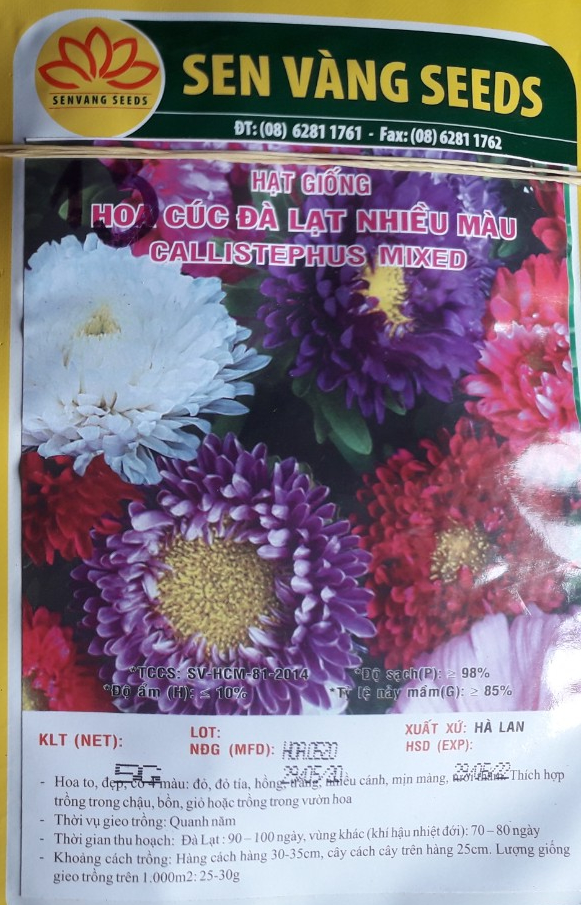 SENVANG SEEDS
SEN VÀNG SEEDS
ĐT: (08) 6281 1761 - Fax: (08) 6281 1762
13
HẠT GIỐNG
HOA CÚC ĐÀ LẠT NHIỀU MÀU
CALLISTEPHUS MIXED
*TCCS: SV-HCM-81-2014 *Độ sạch(P): ≥ 98%
*Độ ẩm (H): ≤ 10% *Tỷ lệ nảy mầm(G): ≥ 85%
KLT (NET): 5G
LOT: HOA.0520
NĐG (MFD): 29/05/20
XUẤT XỨ: HÀ LAN
HSD (EXP): 29/05/22
- Hoa to, đẹp, có 4 màu: đỏ, đỏ tía, hồng, trắng, nhiều cánh, mịn màng, Thích hợp
trồng trong chậu, bồn, giỏ hoặc trồng trong vườn hoa
- Thời vụ gieo trồng: Quanh năm
- Thời gian thu hoạch: Đà Lạt : 90 – 100 ngày, vùng khác (khí hậu nhiệt đới): 70 – 80 ngày
- Khoảng cách trồng: Hàng cách hàng 30-35cm, cây cách cây trên hàng 25cm. Lượng giống
gieo trồng trên 1.000m2: 25-30g